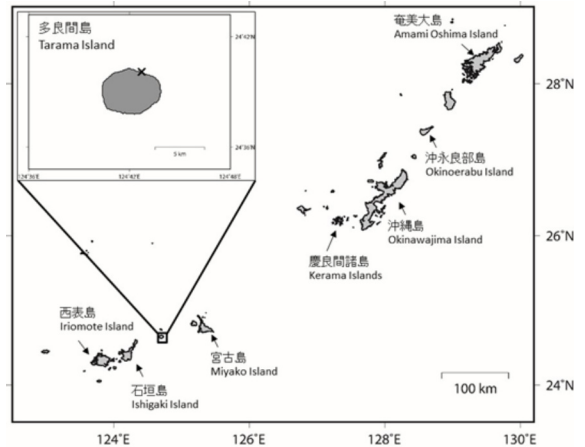 多良間島
Tarama Island
24°42'N
5 km
24°36'N
124°36'E
124°42'E
124°48'E
奄美大島
Amami Oshima Island
28°N
沖永良部島
Okinoerabu Island
沖縄島
Okinawajima Island
26°N
慶良間諸島
Kerama Islands
西表島
Iriomote Island
宮古島
Miyako Island
石垣島
Ishigaki Island
100 km
24°N
124°E
126°E
128°E
130°E